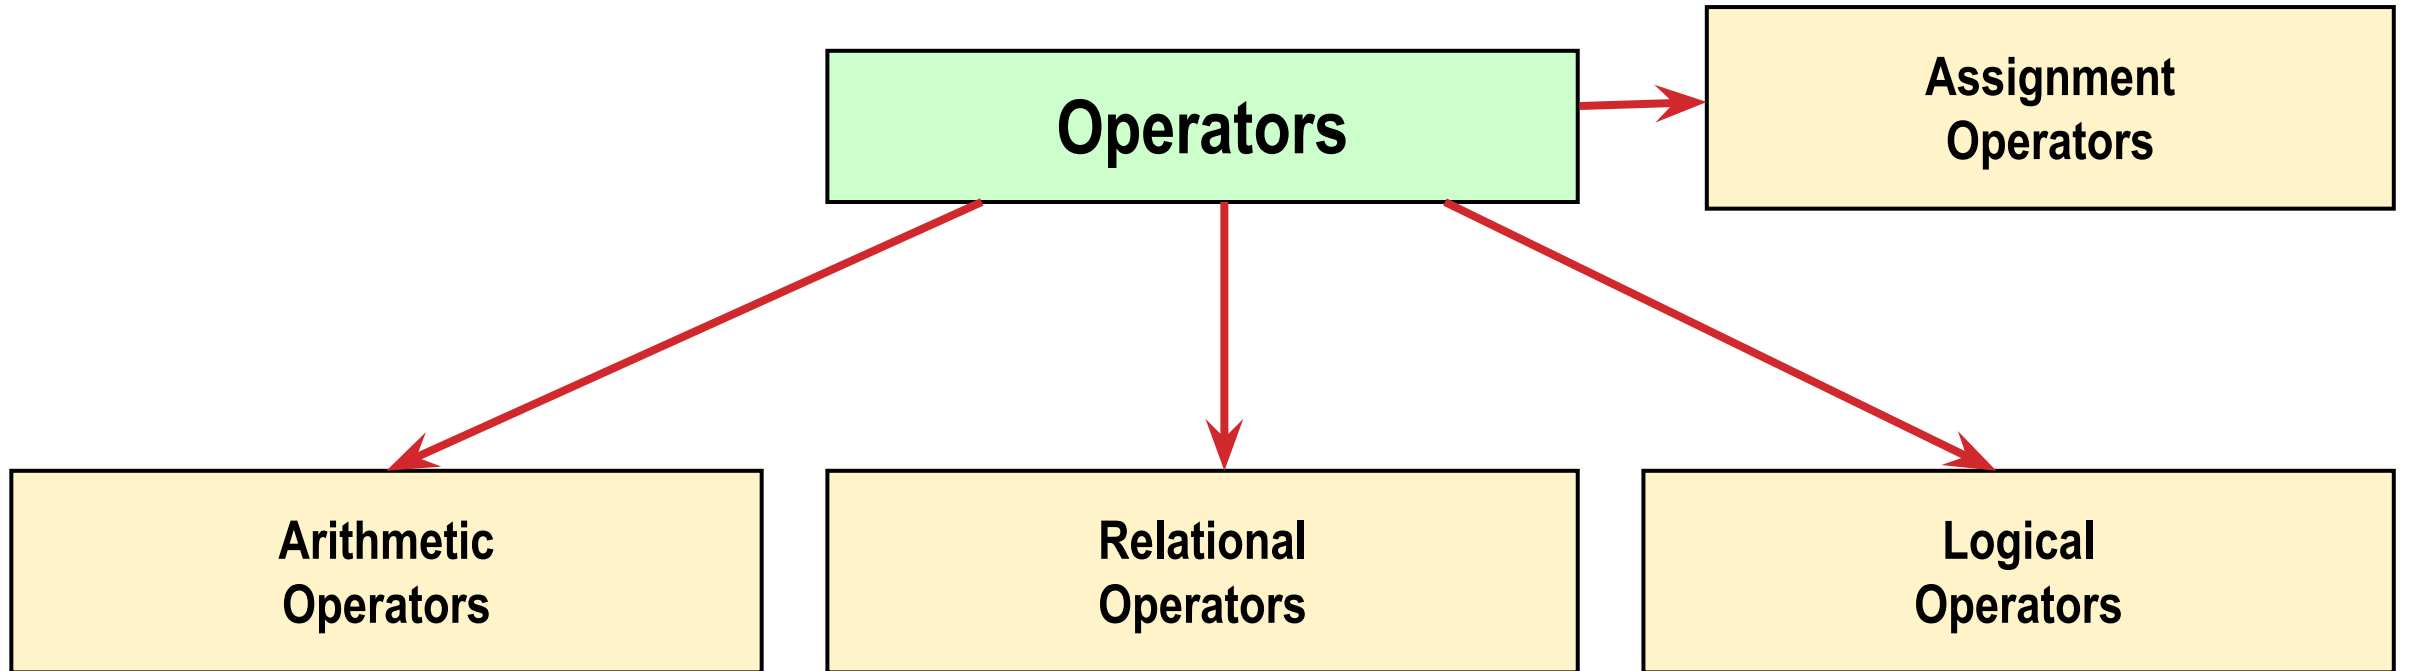 Operators
Assignment
Operators
Arithmetic
Operators
Relational
Operators
Logical
Operators